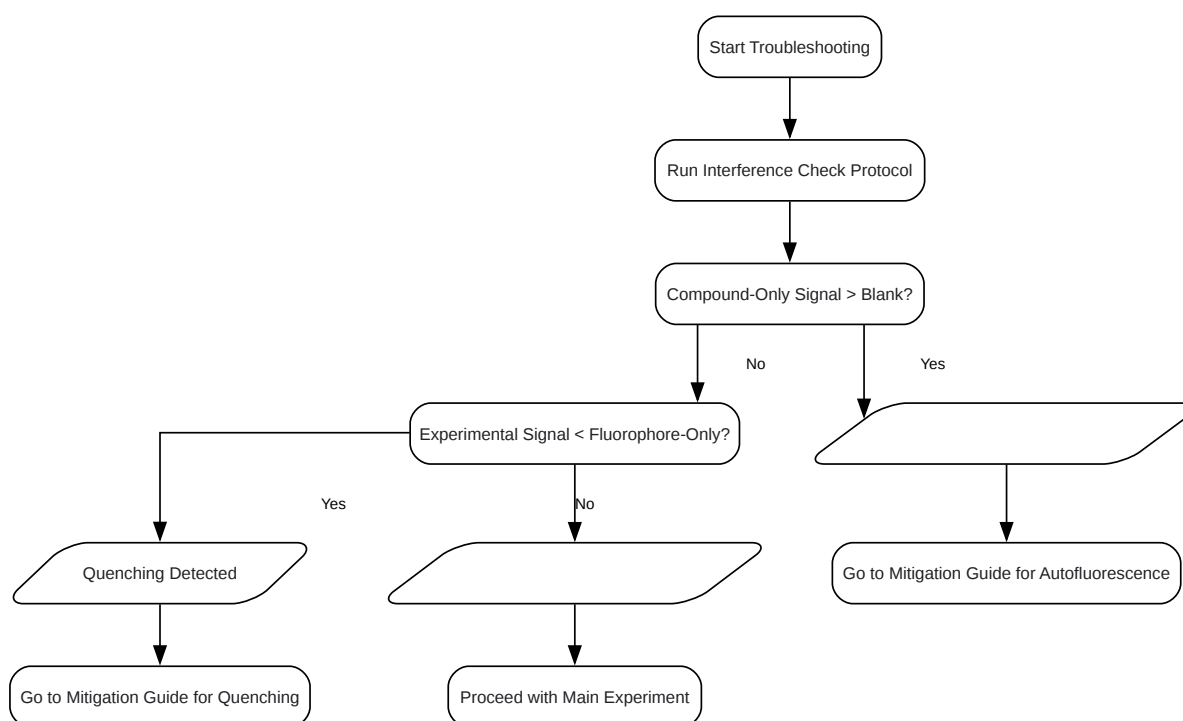 Start Troubleshooting
Run Interference Check Protocol
Compound-Only Signal > Blank?
No
Yes
Experimental Signal < Fluorophore-Only?
Yes
No
Quenching Detected
Go to Mitigation Guide for Autofluorescence
Go to Mitigation Guide for Quenching
Proceed with Main Experiment